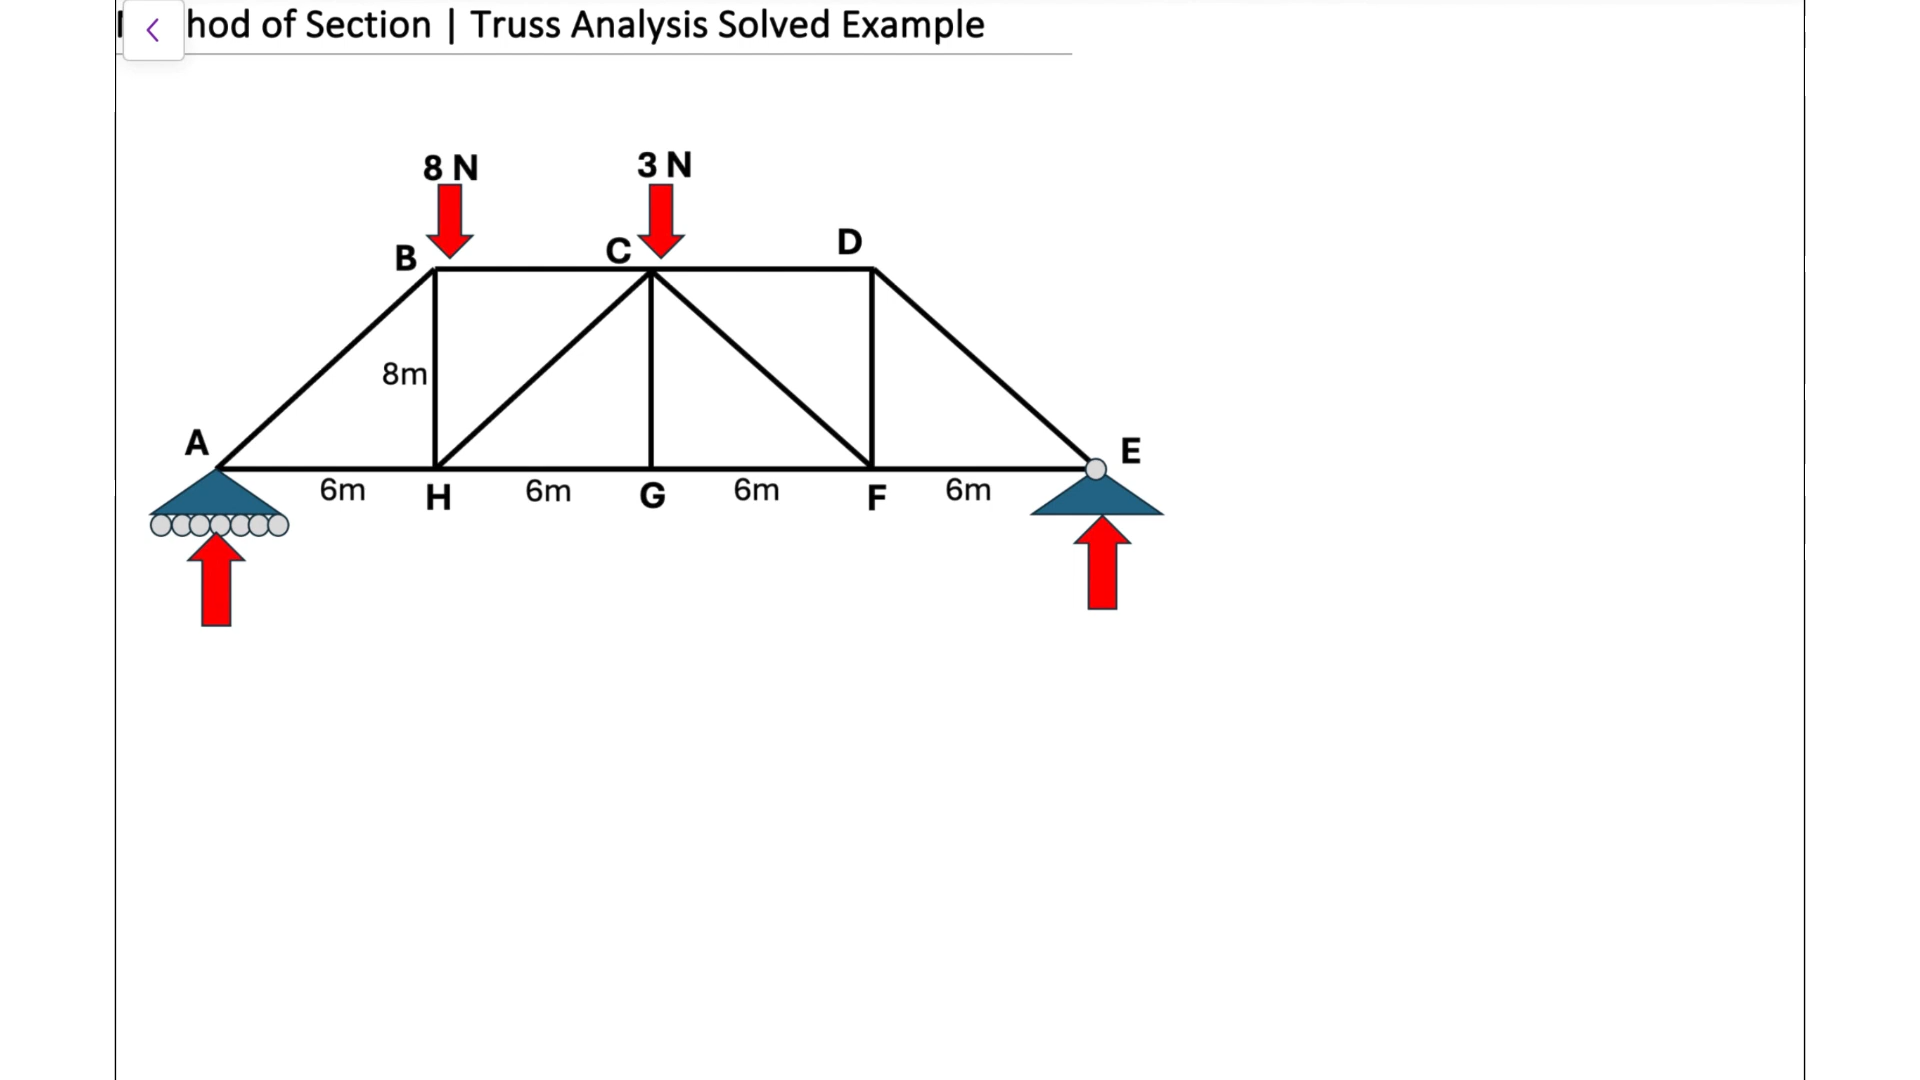 hod of Section | Truss Analysis Solved Example
8 N
3 N
B
C
D
8m
A
E
6m
H
6m
G
6m
F
6m